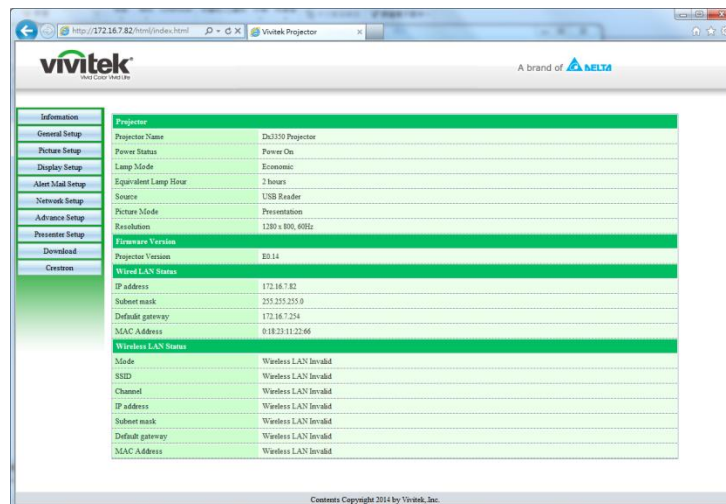 http://172.16.7.82/html/index.html
Vivitek Projector
vivitek
Vivid Color Vivid Life
A brand of DELTA
Information
General Setup
Picture Setup
Display Setup
Alert Mail Setup
Network Setup
Advance Setup
Presenter Setup
Download
Crestron
Projector
Projector Name Dx3350 Projector
Power Status Power On
Lamp Mode Economic
Equivalent Lamp Hour 2 hours
Source USB Reader
Picture Mode Presentation
Resolution 1280 x 800, 60Hz
Firmware Version
Projector Version E0.14
Wired LAN Status
IP address 172.16.7.82
Subnet mask 255.255.255.0
Default gateway 172.16.7.254
MAC Address 0:18:23:11:22:66
Wireless LAN Status
Mode Wireless LAN Invalid
SSID Wireless LAN Invalid
Channel Wireless LAN Invalid
IP address Wireless LAN Invalid
Subnet mask Wireless LAN Invalid
Default gateway Wireless LAN Invalid
MAC Address Wireless LAN Invalid
Contents Copyright 2014 by Vivitek, Inc.